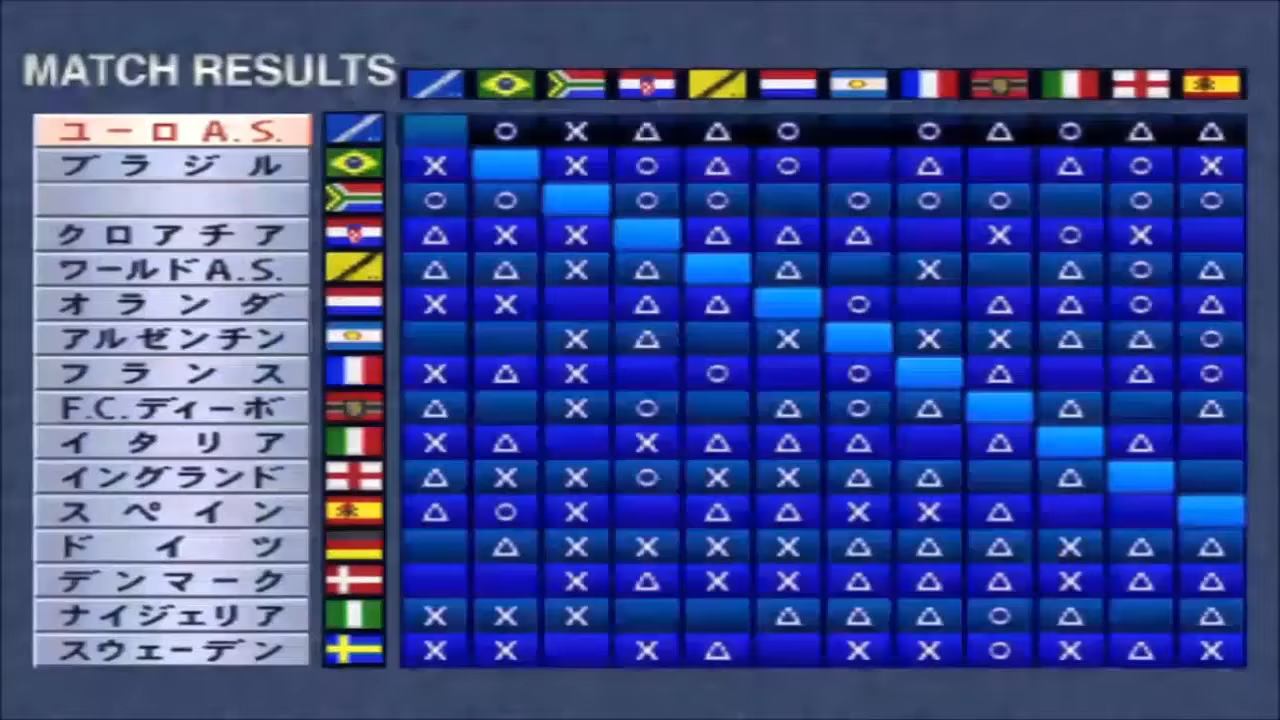 MATCH RESULTS
ユーロ A.S. ○ X △ △ ○ ○ △ ○ △ △
ブラジル X X ○ △ ○ △ △ ○ X
○ ○ ○ ○ ○ ○ ○ ○ ○
クロアチア △ X X △ △ △ X ○ X
ワールドA.S. △ △ X △ △ X △ ○ △
オランダ X X △ △ ○ △ △ ○ △
アルゼンチン X △ X X X △ △ ○
フランス X △ X ○ ○ △ △ ○
F.C.ディーボ △ X ○ △ ○ △ △ △
イタリア X △ X △ △ △ △ △
イングランド △ X X ○ X X △ △ △
スペイン △ ○ X △ △ X X △
ドイツ △ X X X X △ △ △ X △ △
デンマーク X △ X X △ △ △ X △ △
ナイジェリア X X X △ △ △ ○ △ △
スウェーデン X X X △ X X ○ X △ X